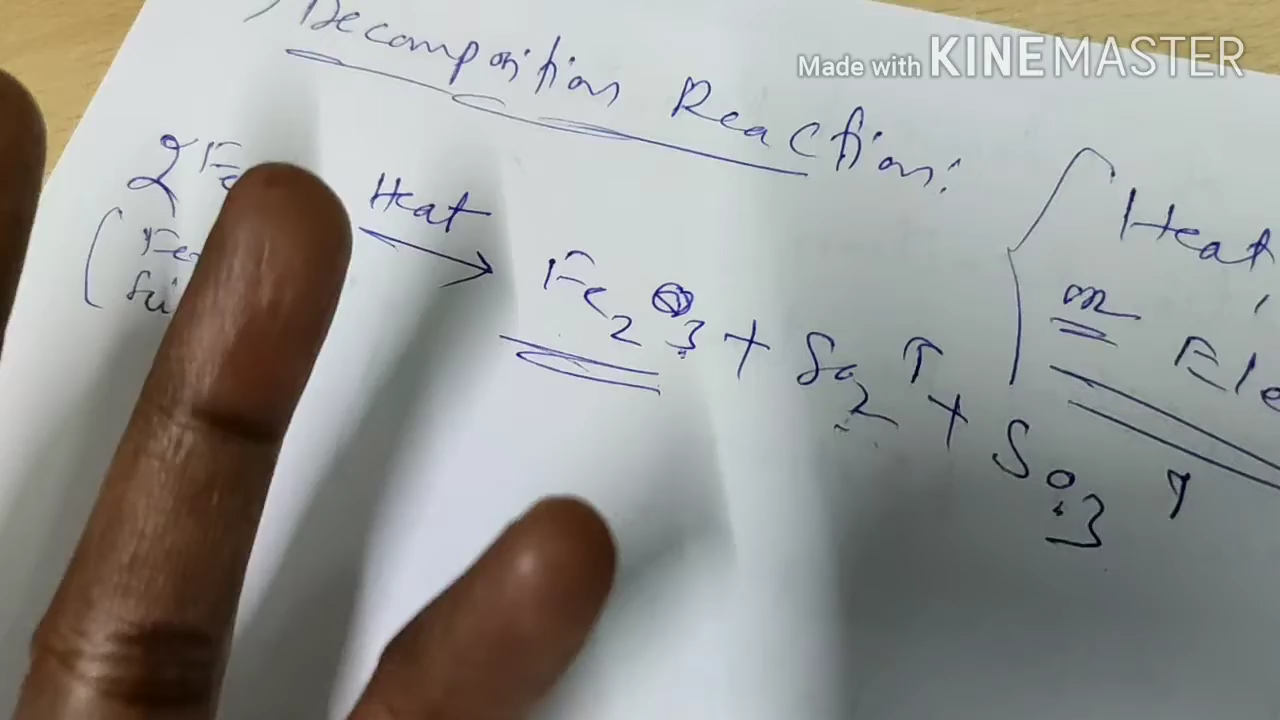 Made with KINEMASTER
Decomposition Reaction:
2Fe Heat → Fe2O3 + SO2↑ + SO3↑
Heat
or
Ele